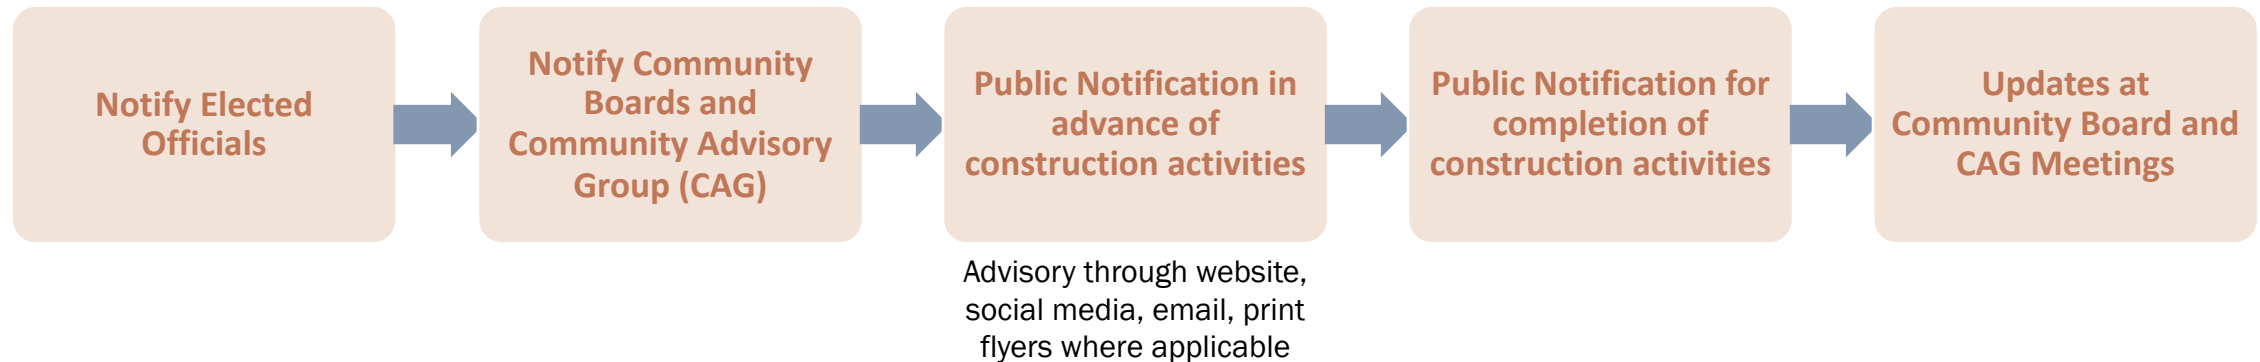 Notify Elected
Officials
Notify Community
Boards and
Community Advisory
Group (CAG)
Public Notification in
advance of
construction activities
Advisory through website,
social media, email, print
flyers where applicable
Public Notification for
completion of
construction activities
Updates at
Community Board and
CAG Meetings